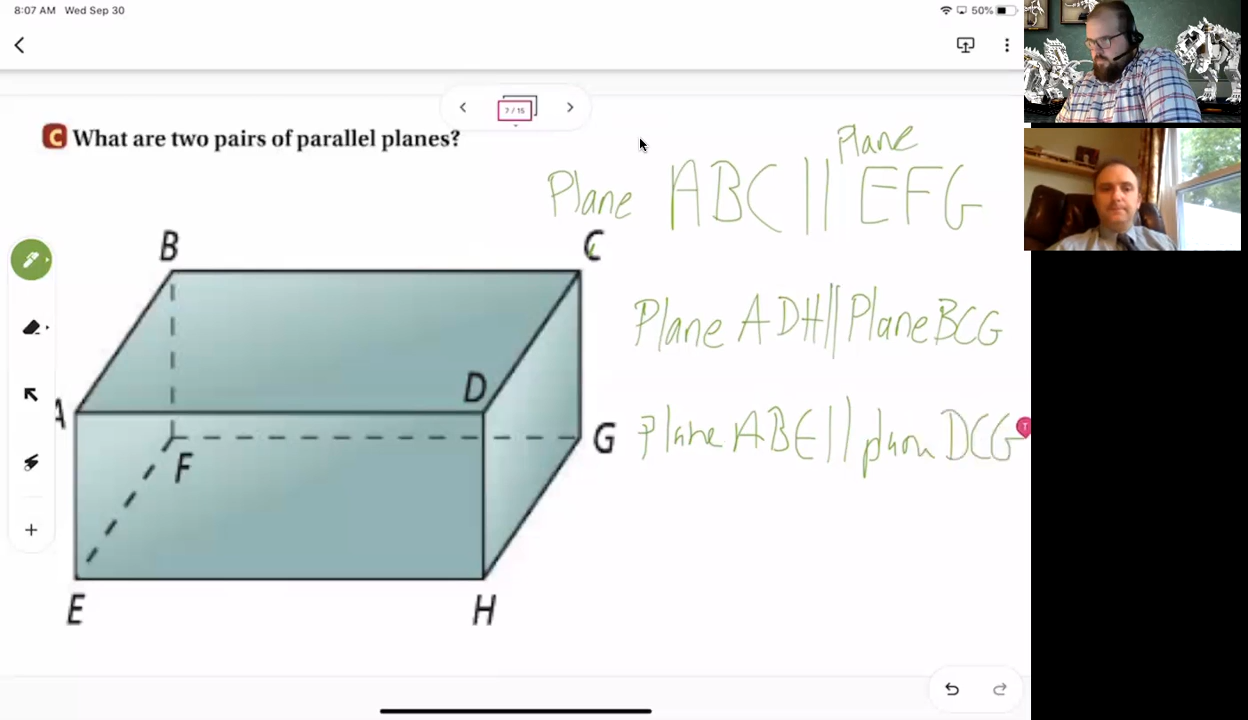 8:07 AM Wed Sep 30
50%
7 / 15
C What are two pairs of parallel planes?
Plane ABC || Plane EFG
B
C
Plane ADH || Plane BCG
D
A
Plane ABE || plan DCG
T
G
F
E
H